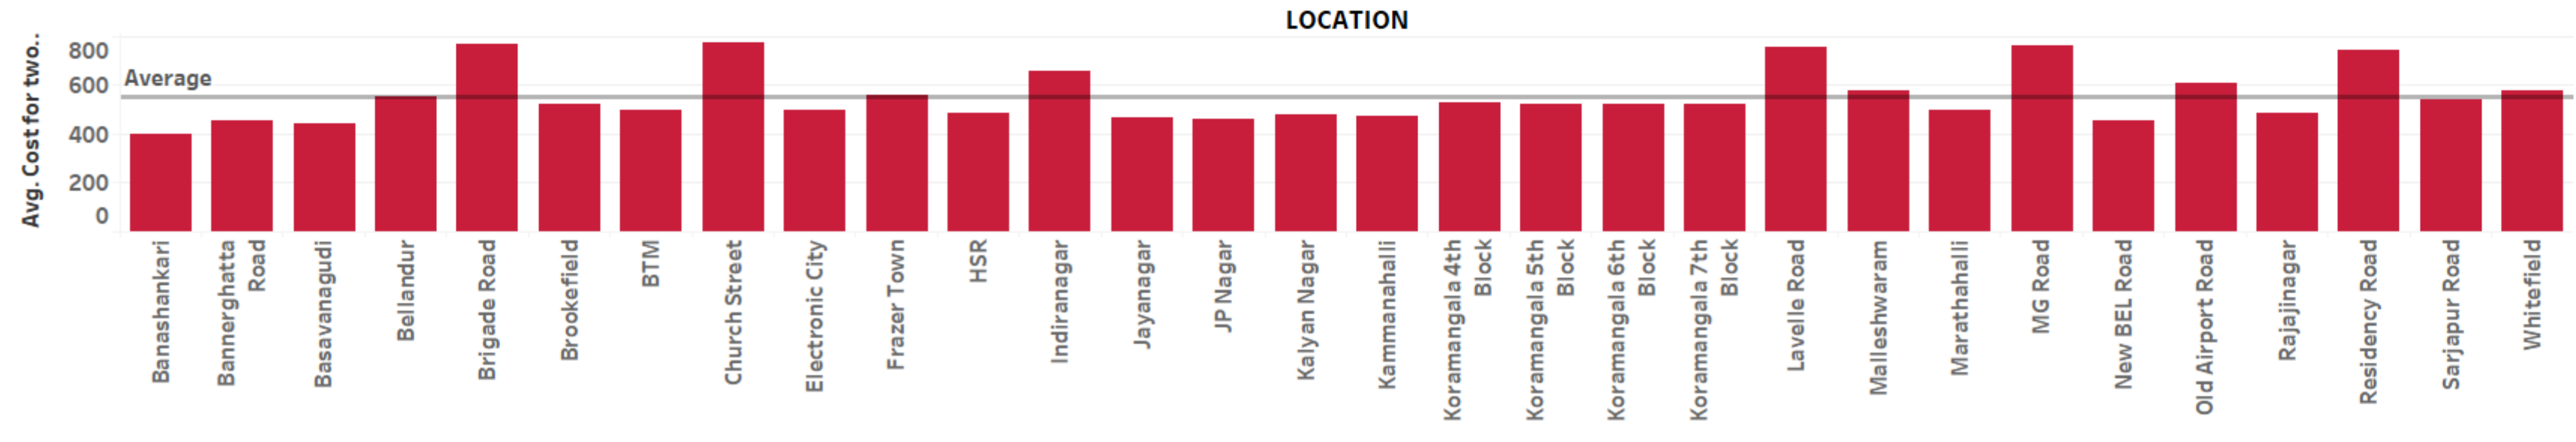 LOCATION
Avg. Cost for two..
800
600
400
200
0
Average
Banashankari
Bannerghatta
Road
Basavanagudi
Bellandur
Brigade Road
Brookefield
BTM
Church Street
Electronic City
Frazer Town
HSR
Indiranagar
Jayanagar
JP Nagar
Kalyan Nagar
Kammanahalli
Koramangala 4th
Block
Koramangala 5th
Block
Koramangala 6th
Block
Koramangala 7th
Block
Lavelle Road
Malleshwaram
Marathahalli
MG Road
New BEL Road
Old Airport Road
Rajajinagar
Residency Road
Sarjapur Road
Whitefield